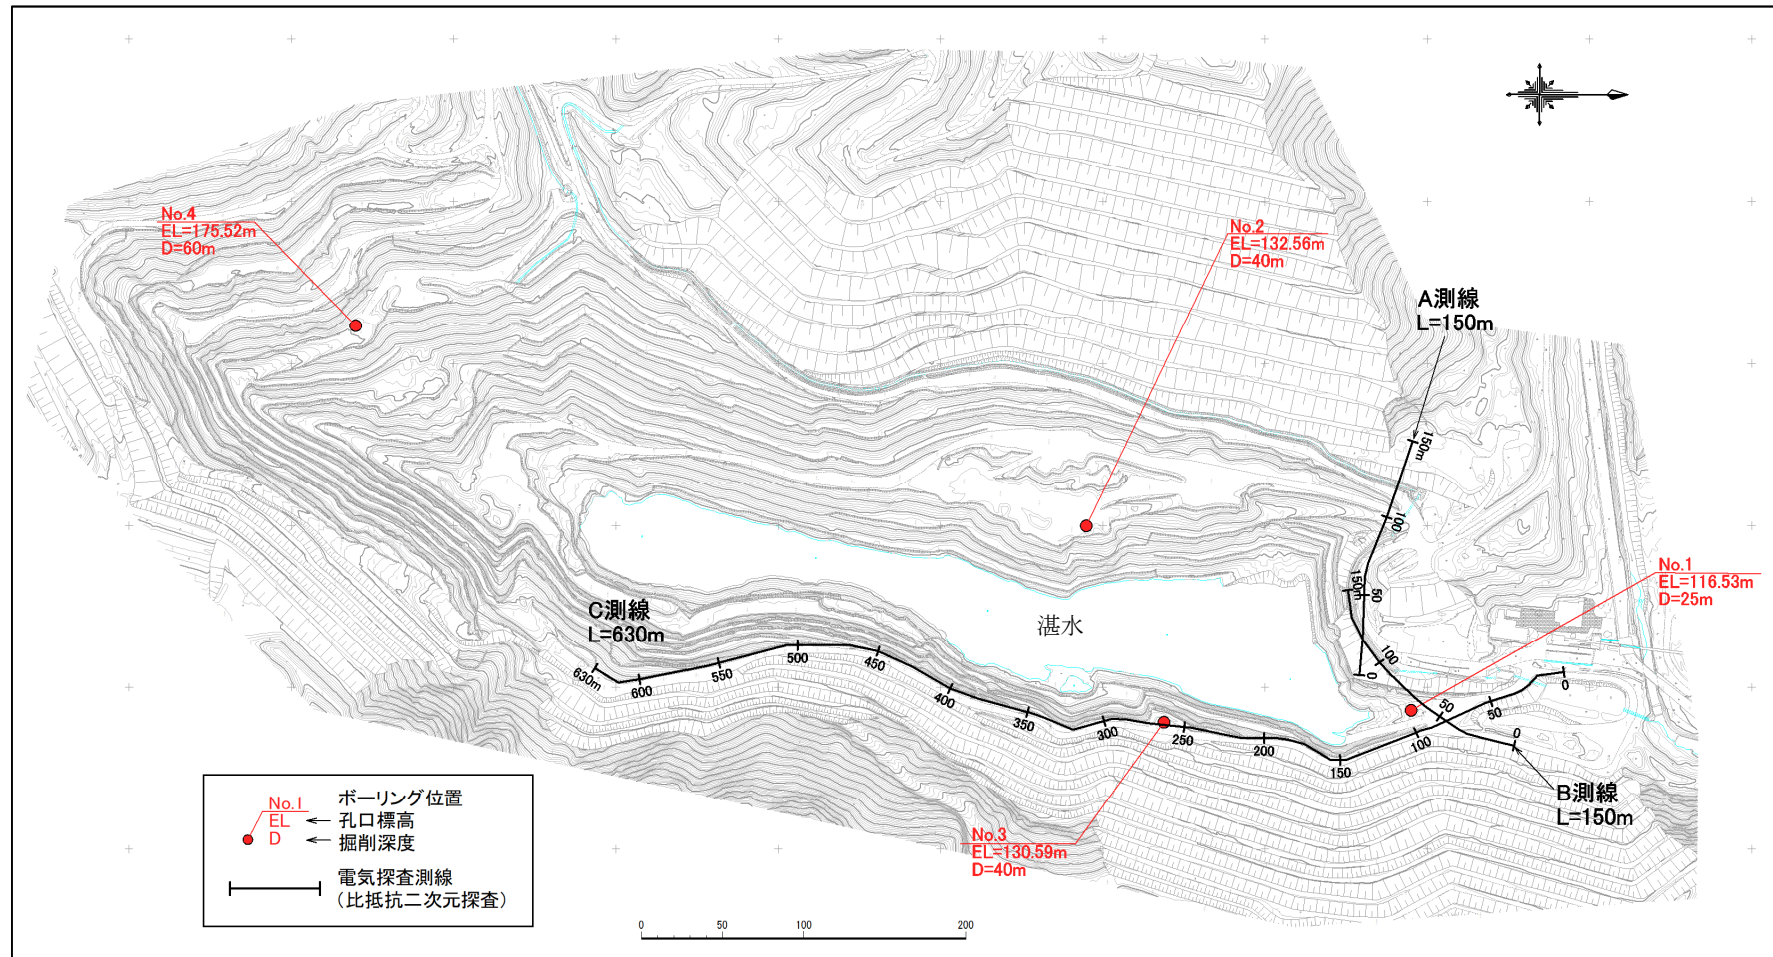 No.4
EL=175.52m
D=60m
No.2
EL=132.56m
D=40m
A測線
L=150m
150m
100
50
0
No.1
EL=116.53m
D=25m
150m
100
50
0
B測線
L=150m
C測線
L=630m
630m
600
550
500
450
400
350
300
250
200
150
100
50
0
湛水
No.3
EL=130.59m
D=40m
No.1
EL
D
ボーリング位置
孔口標高
掘削深度
電気探査測線
(比抵抗二次元探査)
0
50
100
200